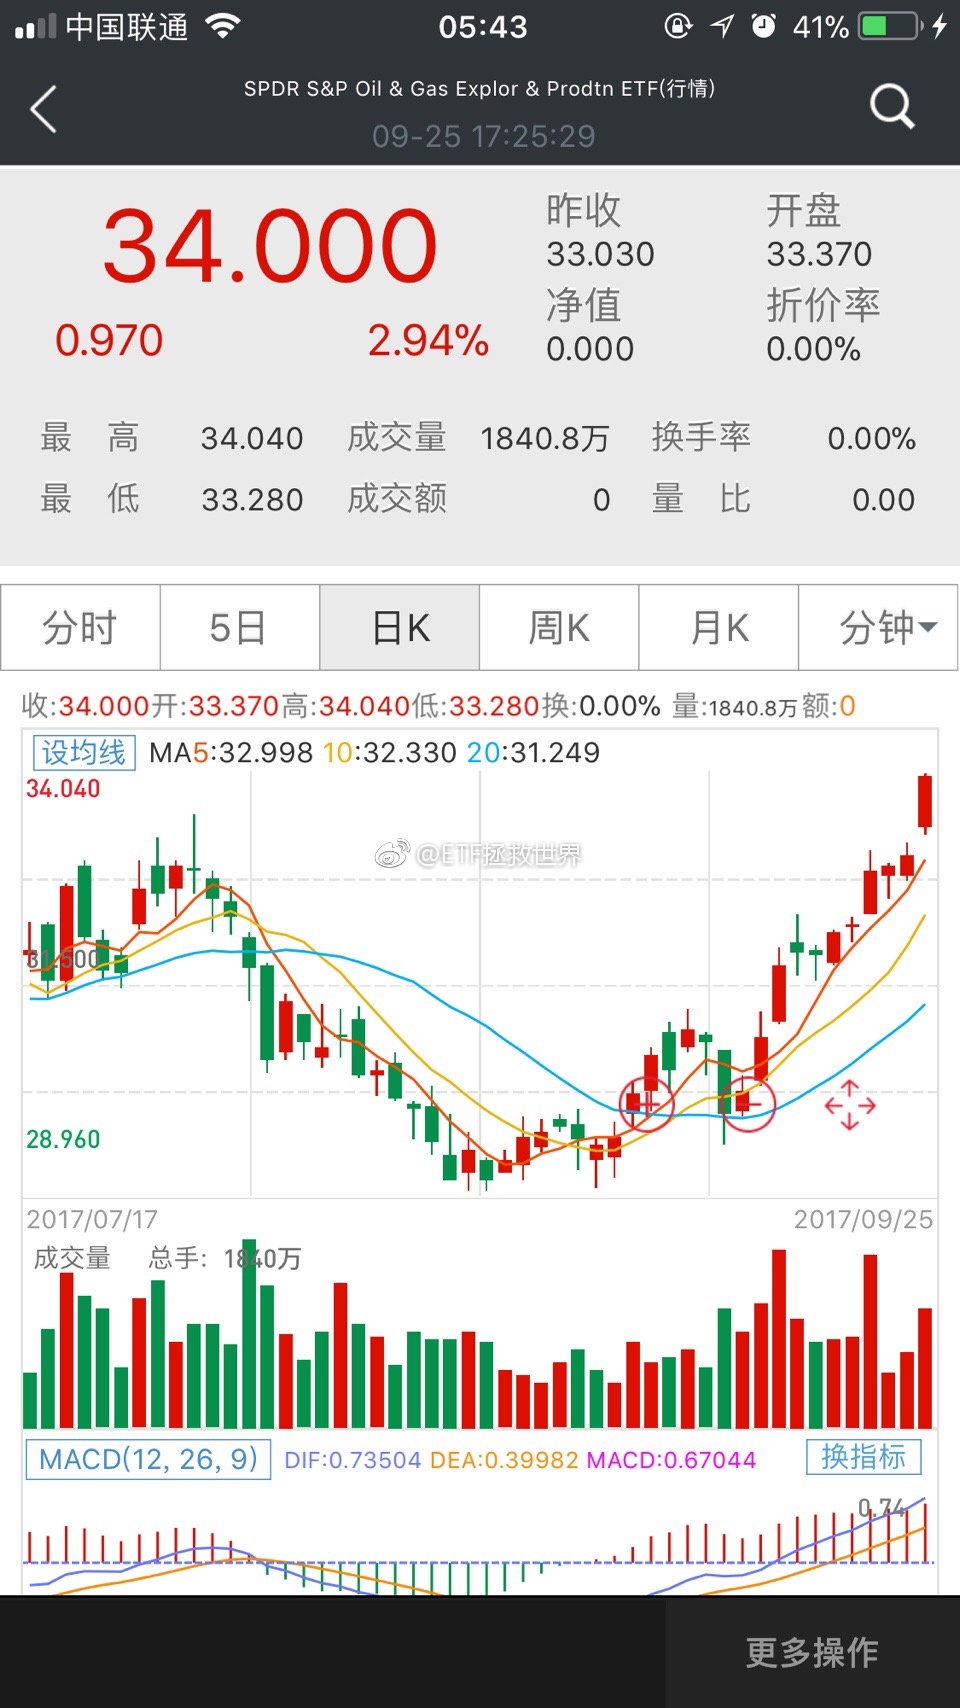 中国联通 05:43 41%
SPDR S&P Oil & Gas Explor & Prodtn ETF(行情)
09-25 17:25:29
34.000
0.970 2.94%
昨收 开盘
33.030 33.370
净值 折价率
0.000 0.00%
最 高 34.040 成交量 1840.8万 换手率 0.00%
最 低 33.280 成交额 0 量 比 0.00
分时 5日 日K 周K 月K 分钟
收:34.000开:33.370高:34.040低:33.280换:0.00% 量:1840.8万额:0
设均线 MA5:32.998 10:32.330 20:31.249
34.040
@ETF拯救世界
31.500
28.960
2017/07/17 2017/09/25
成交量 总手: 1840万
MACD(12, 26, 9) DIF:0.73504 DEA:0.39982 MACD:0.67044 换指标
0.74
更多操作